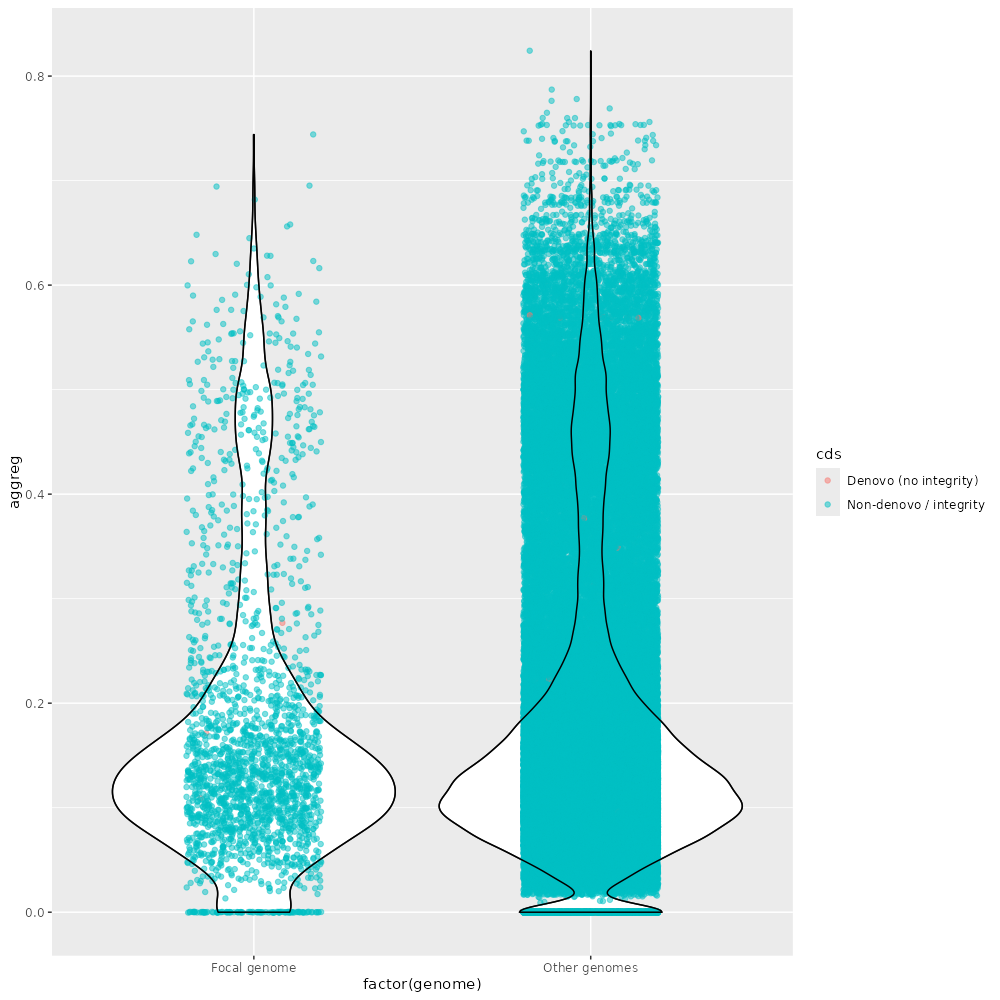 0.8
0.6
0.4
0.2
0.0
aggreg
Focal genome
Other genomes
factor(genome)
cds
Denovo (no integrity)
Non-denovo / integrity